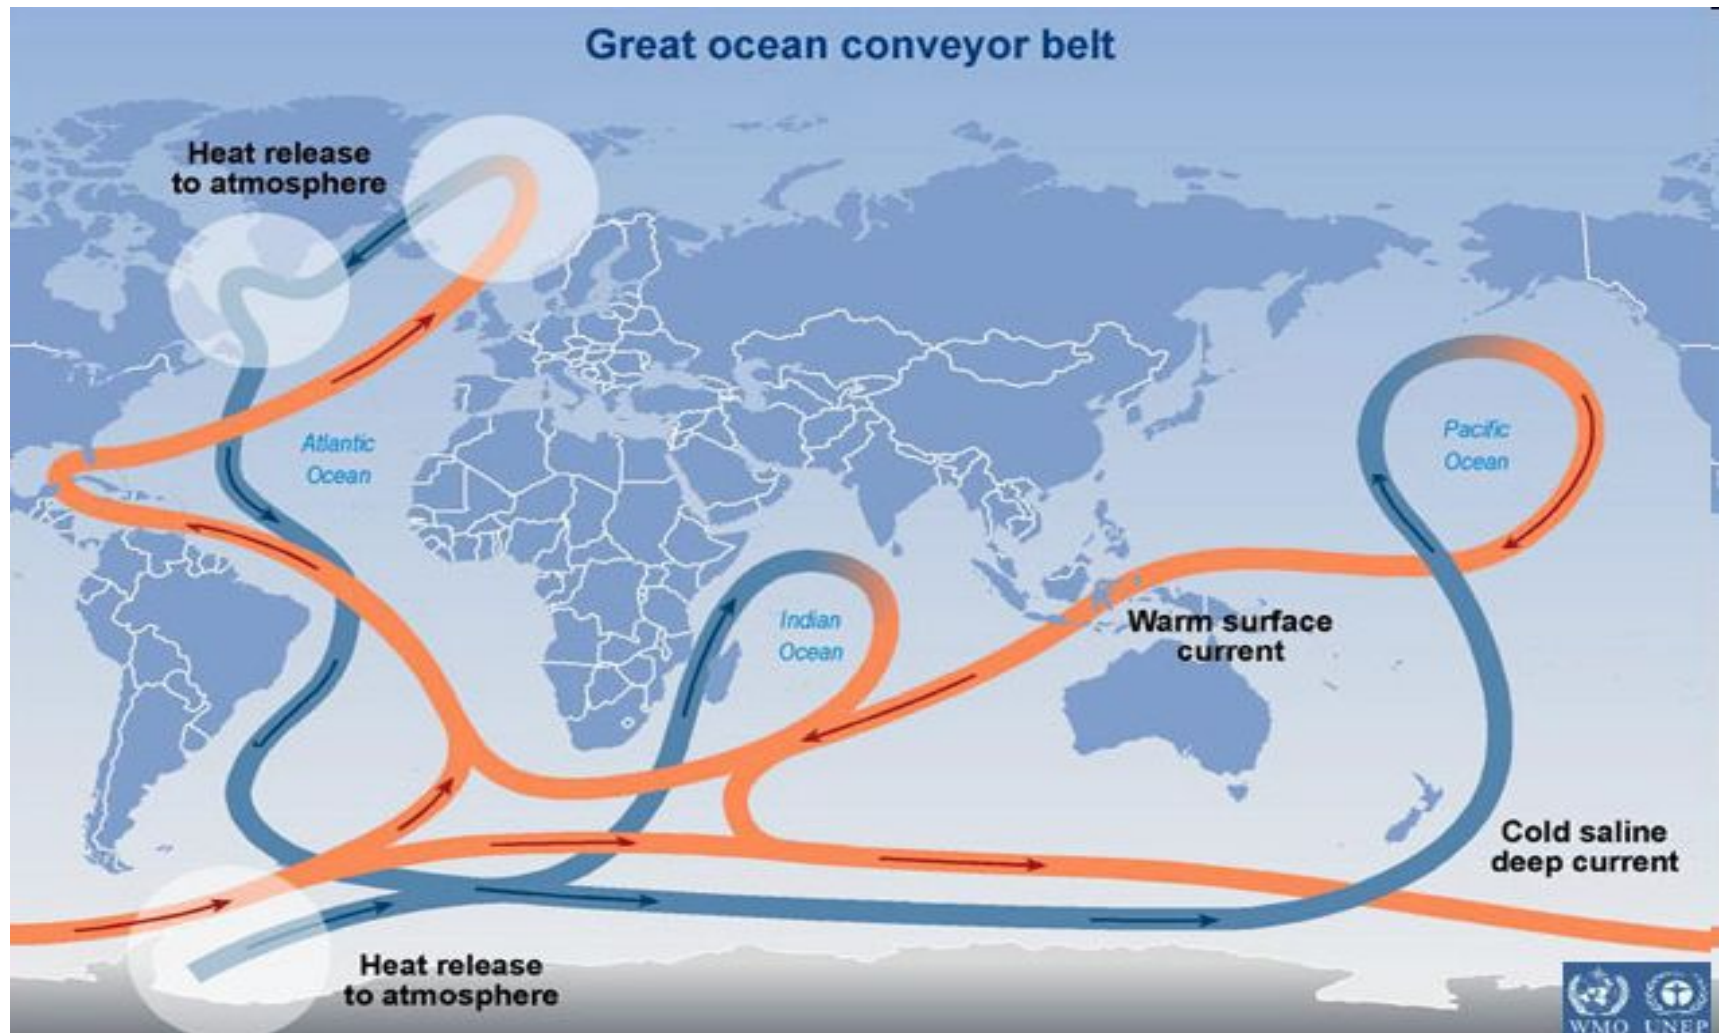 Great ocean conveyor belt
Heat release
to atmosphere
Atlantic
Ocean
Pacific
Ocean
Indian
Ocean
Warm surface
current
Cold saline
deep current
Heat release
to atmosphere
WMO UNEP